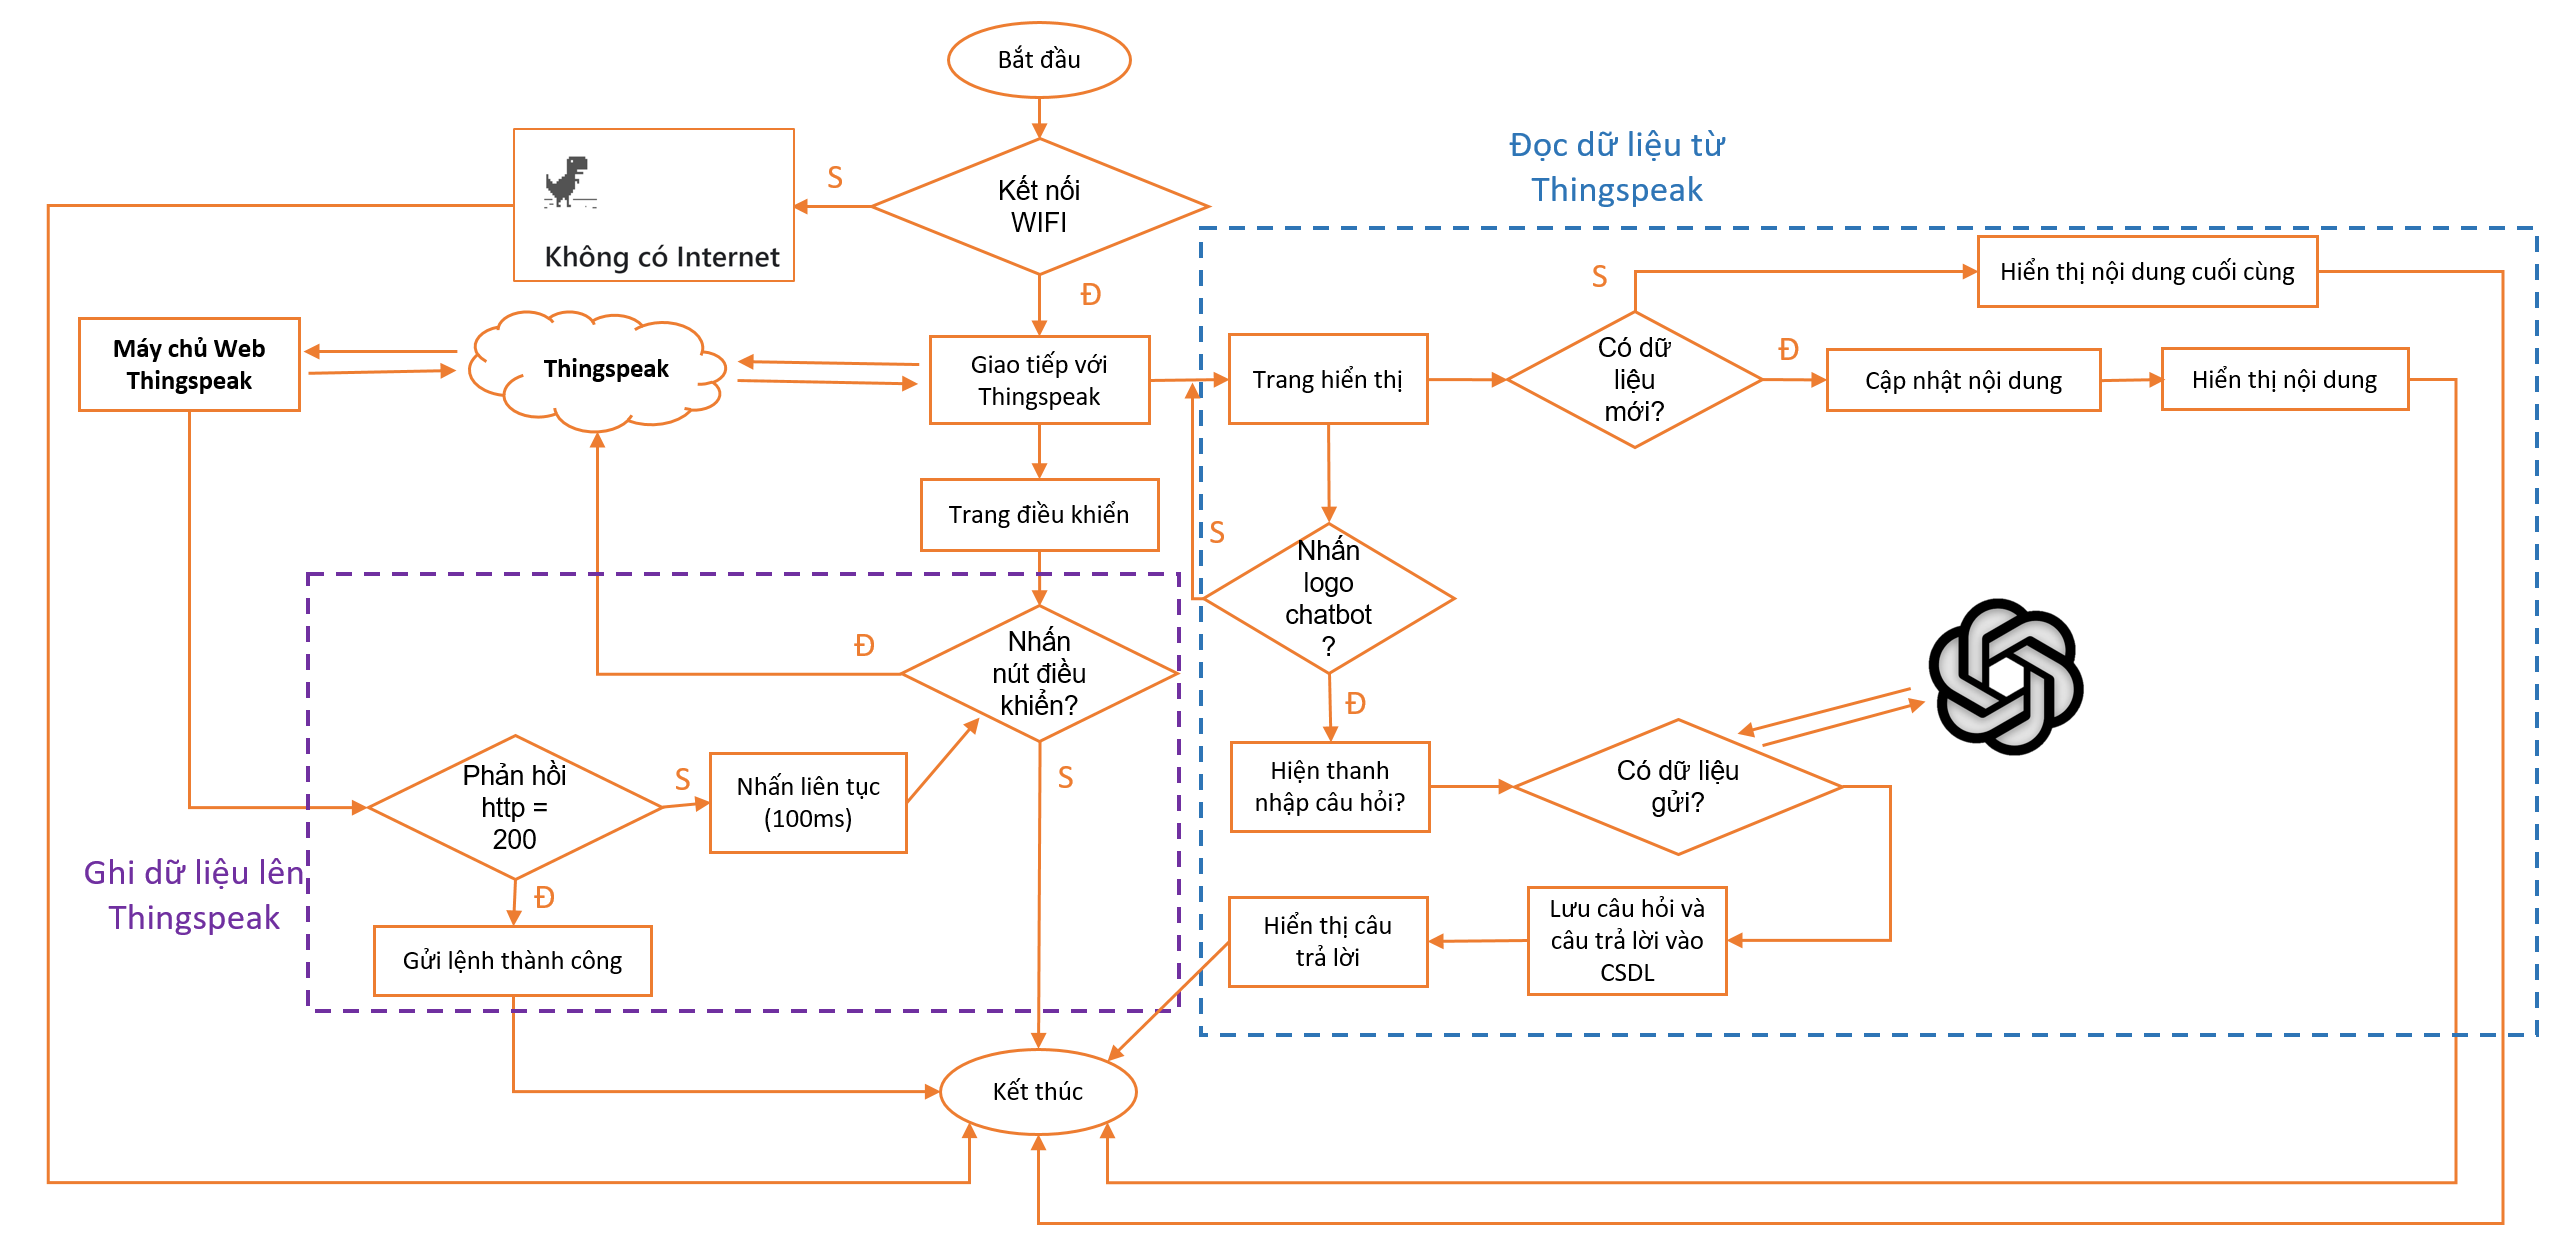 Bắt đầu
Đọc dữ liệu từ
Thingspeak
S
Kết nối
WIFI
Không có Internet
Đ
S
Hiển thị nội dung cuối cùng
Máy chủ Web
Thingspeak
Thingspeak
Giao tiếp với
Thingspeak
Trang hiển thị
Có dữ
liệu
mới?
Đ
Cập nhật nội dung
Hiển thị nội dung
Trang điều khiển
S
Nhấn
logo
chatbot
?
Đ
Nhấn
nút điều
khiển?
Đ
S
Phản hồi
http =
200
S
Nhấn liên tục
(100ms)
Hiện thanh
nhập câu hỏi?
Có dữ liệu
gửi?
Ghi dữ liệu lên
Thingspeak
Đ
Gửi lệnh thành công
Hiển thị câu
trả lời
Lưu câu hỏi và
câu trả lời vào
CSDL
Kết thúc